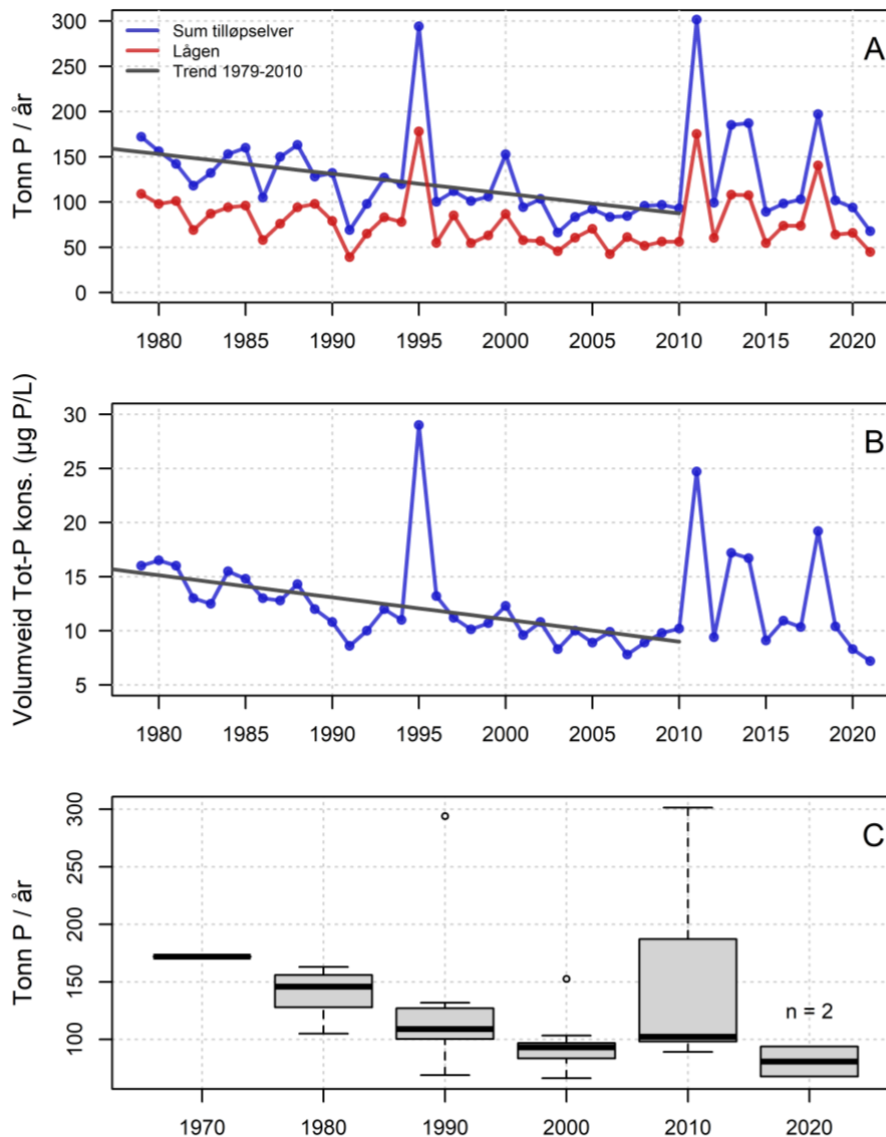 Sum tilløpselver
Lågen
Trend 1979-2010
A
Tonn P / år
300
250
200
150
100
50
0
1980 1985 1990 1995 2000 2005 2010 2015 2020
B
Volumveid Tot-P kons. (µg P/L)
30
25
20
15
10
5
1980 1985 1990 1995 2000 2005 2010 2015 2020
C
Tonn P / år
300
250
200
150
100
n = 2
1970 1980 1990 2000 2010 2020